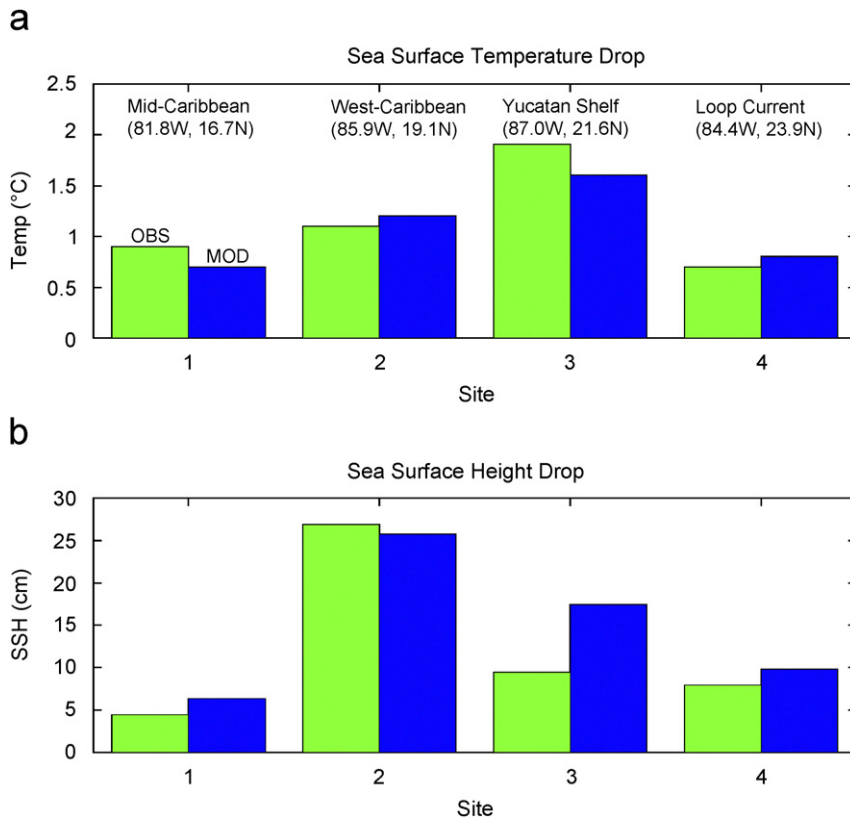 a
Sea Surface Temperature Drop
2.5
2
1.5
1
0.5
0
Temp (°C)
Mid-Caribbean
(81.8W, 16.7N)
West-Caribbean
(85.9W, 19.1N)
Yucatan Shelf
(87.0W, 21.6N)
Loop Current
(84.4W, 23.9N)
OBS
MOD
1 2 3 4
Site
b
Sea Surface Height Drop
30
25
20
15
10
5
0
SSH (cm)
1 2 3 4
Site